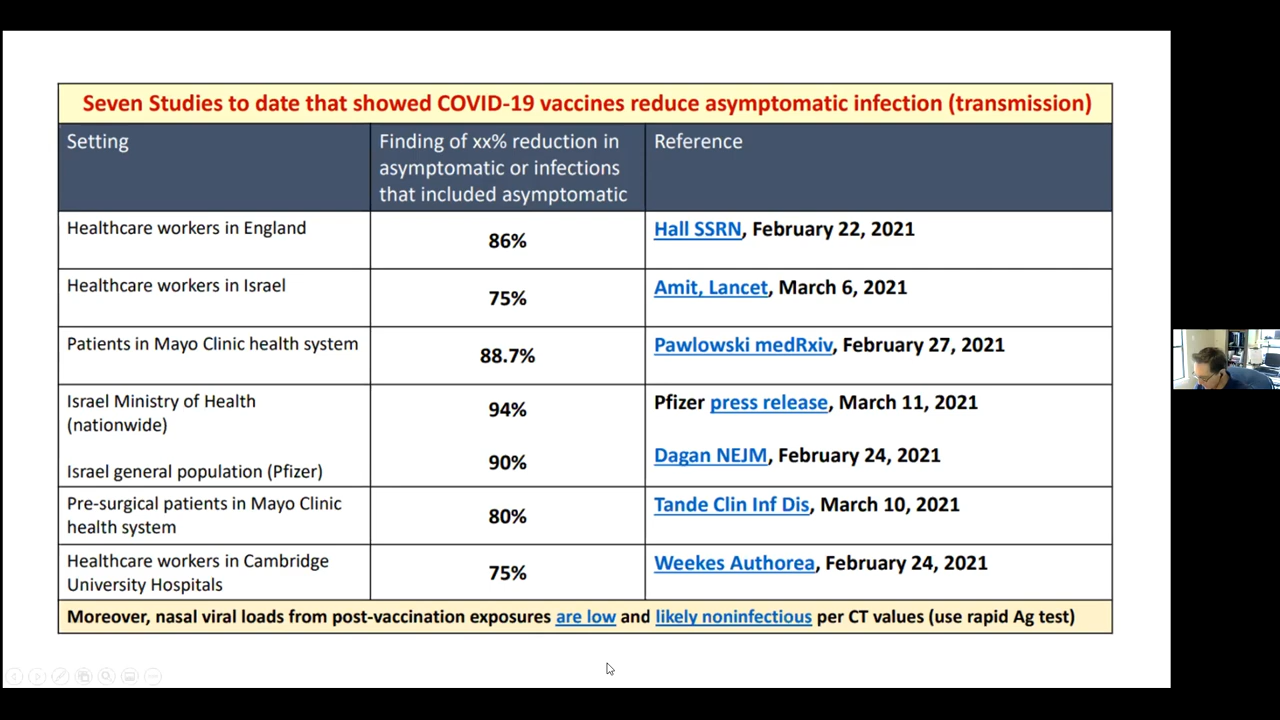 Seven Studies to date that showed COVID-19 vaccines reduce asymptomatic infection (transmission)
Setting
Finding of xx% reduction in
asymptomatic or infections
that included asymptomatic
Reference
Healthcare workers in England
86%
Hall SSRN, February 22, 2021
Healthcare workers in Israel
75%
Amit, Lancet, March 6, 2021
Patients in Mayo Clinic health system
88.7%
Pawlowski medRxiv, February 27, 2021
Israel Ministry of Health
(nationwide)
94%
Pfizer press release, March 11, 2021
Israel general population (Pfizer)
90%
Dagan NEJM, February 24, 2021
Pre-surgical patients in Mayo Clinic
health system
80%
Tande Clin Inf Dis, March 10, 2021
Healthcare workers in Cambridge
University Hospitals
75%
Weekes Authorea, February 24, 2021
Moreover, nasal viral loads from post-vaccination exposures are low and likely noninfectious per CT values (use rapid Ag test)